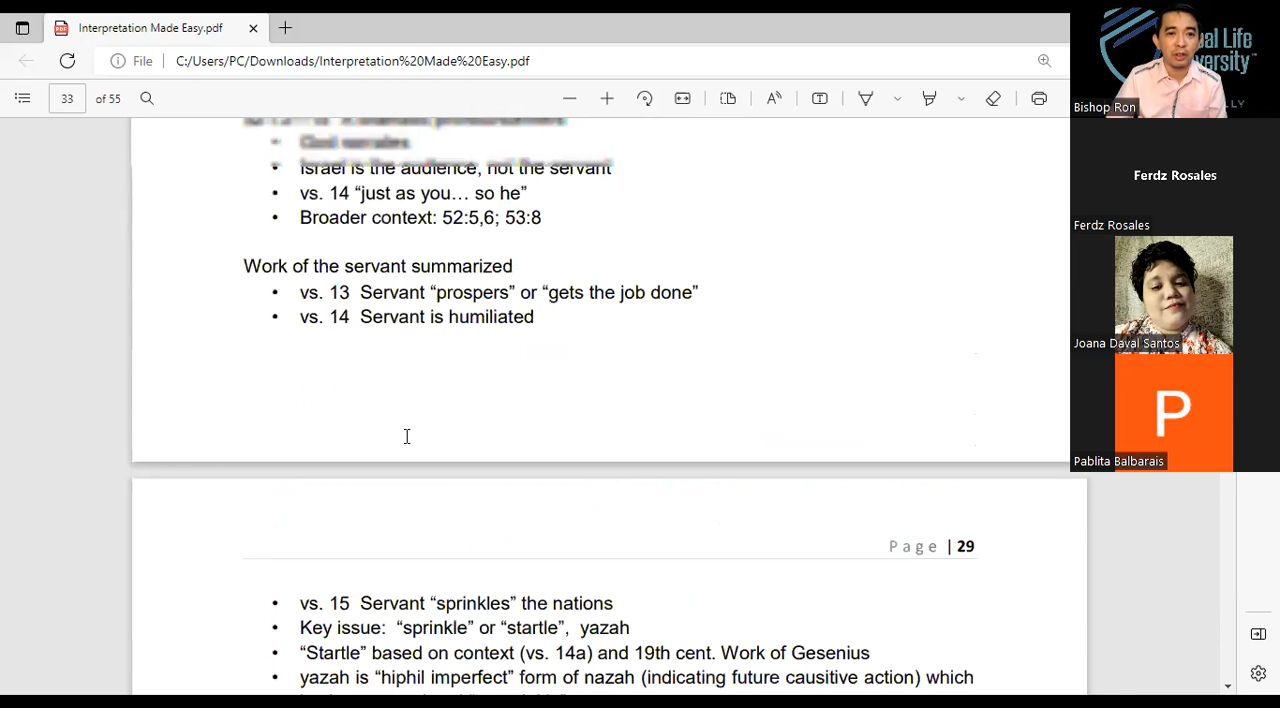 Interpretation Made Easy.pdf
File
C:/Users/PC/Downloads/Interpretation%20Made%20Easy.pdf
33
of 55
• God
• Israel is the audience, not the servant
• vs. 14 “just as you… so he”
• Broader context: 52:5,6; 53:8
Work of the servant summarized
• vs. 13 Servant “prospers” or “gets the job done”
• vs. 14 Servant is humiliated
Page | 29
• vs. 15 Servant “sprinkles” the nations
• Key issue: “sprinkle” or “startle”, yazah
• “Startle” based on context (vs. 14a) and 19th cent. Work of Gesenius
• yazah is “hiphil imperfect” form of nazah (indicating future causitive action) which
Life
Bishop Ron
Ferdz Rosales
Ferdz Rosales
Joana Daval Santos
P
Pablita Balbarais